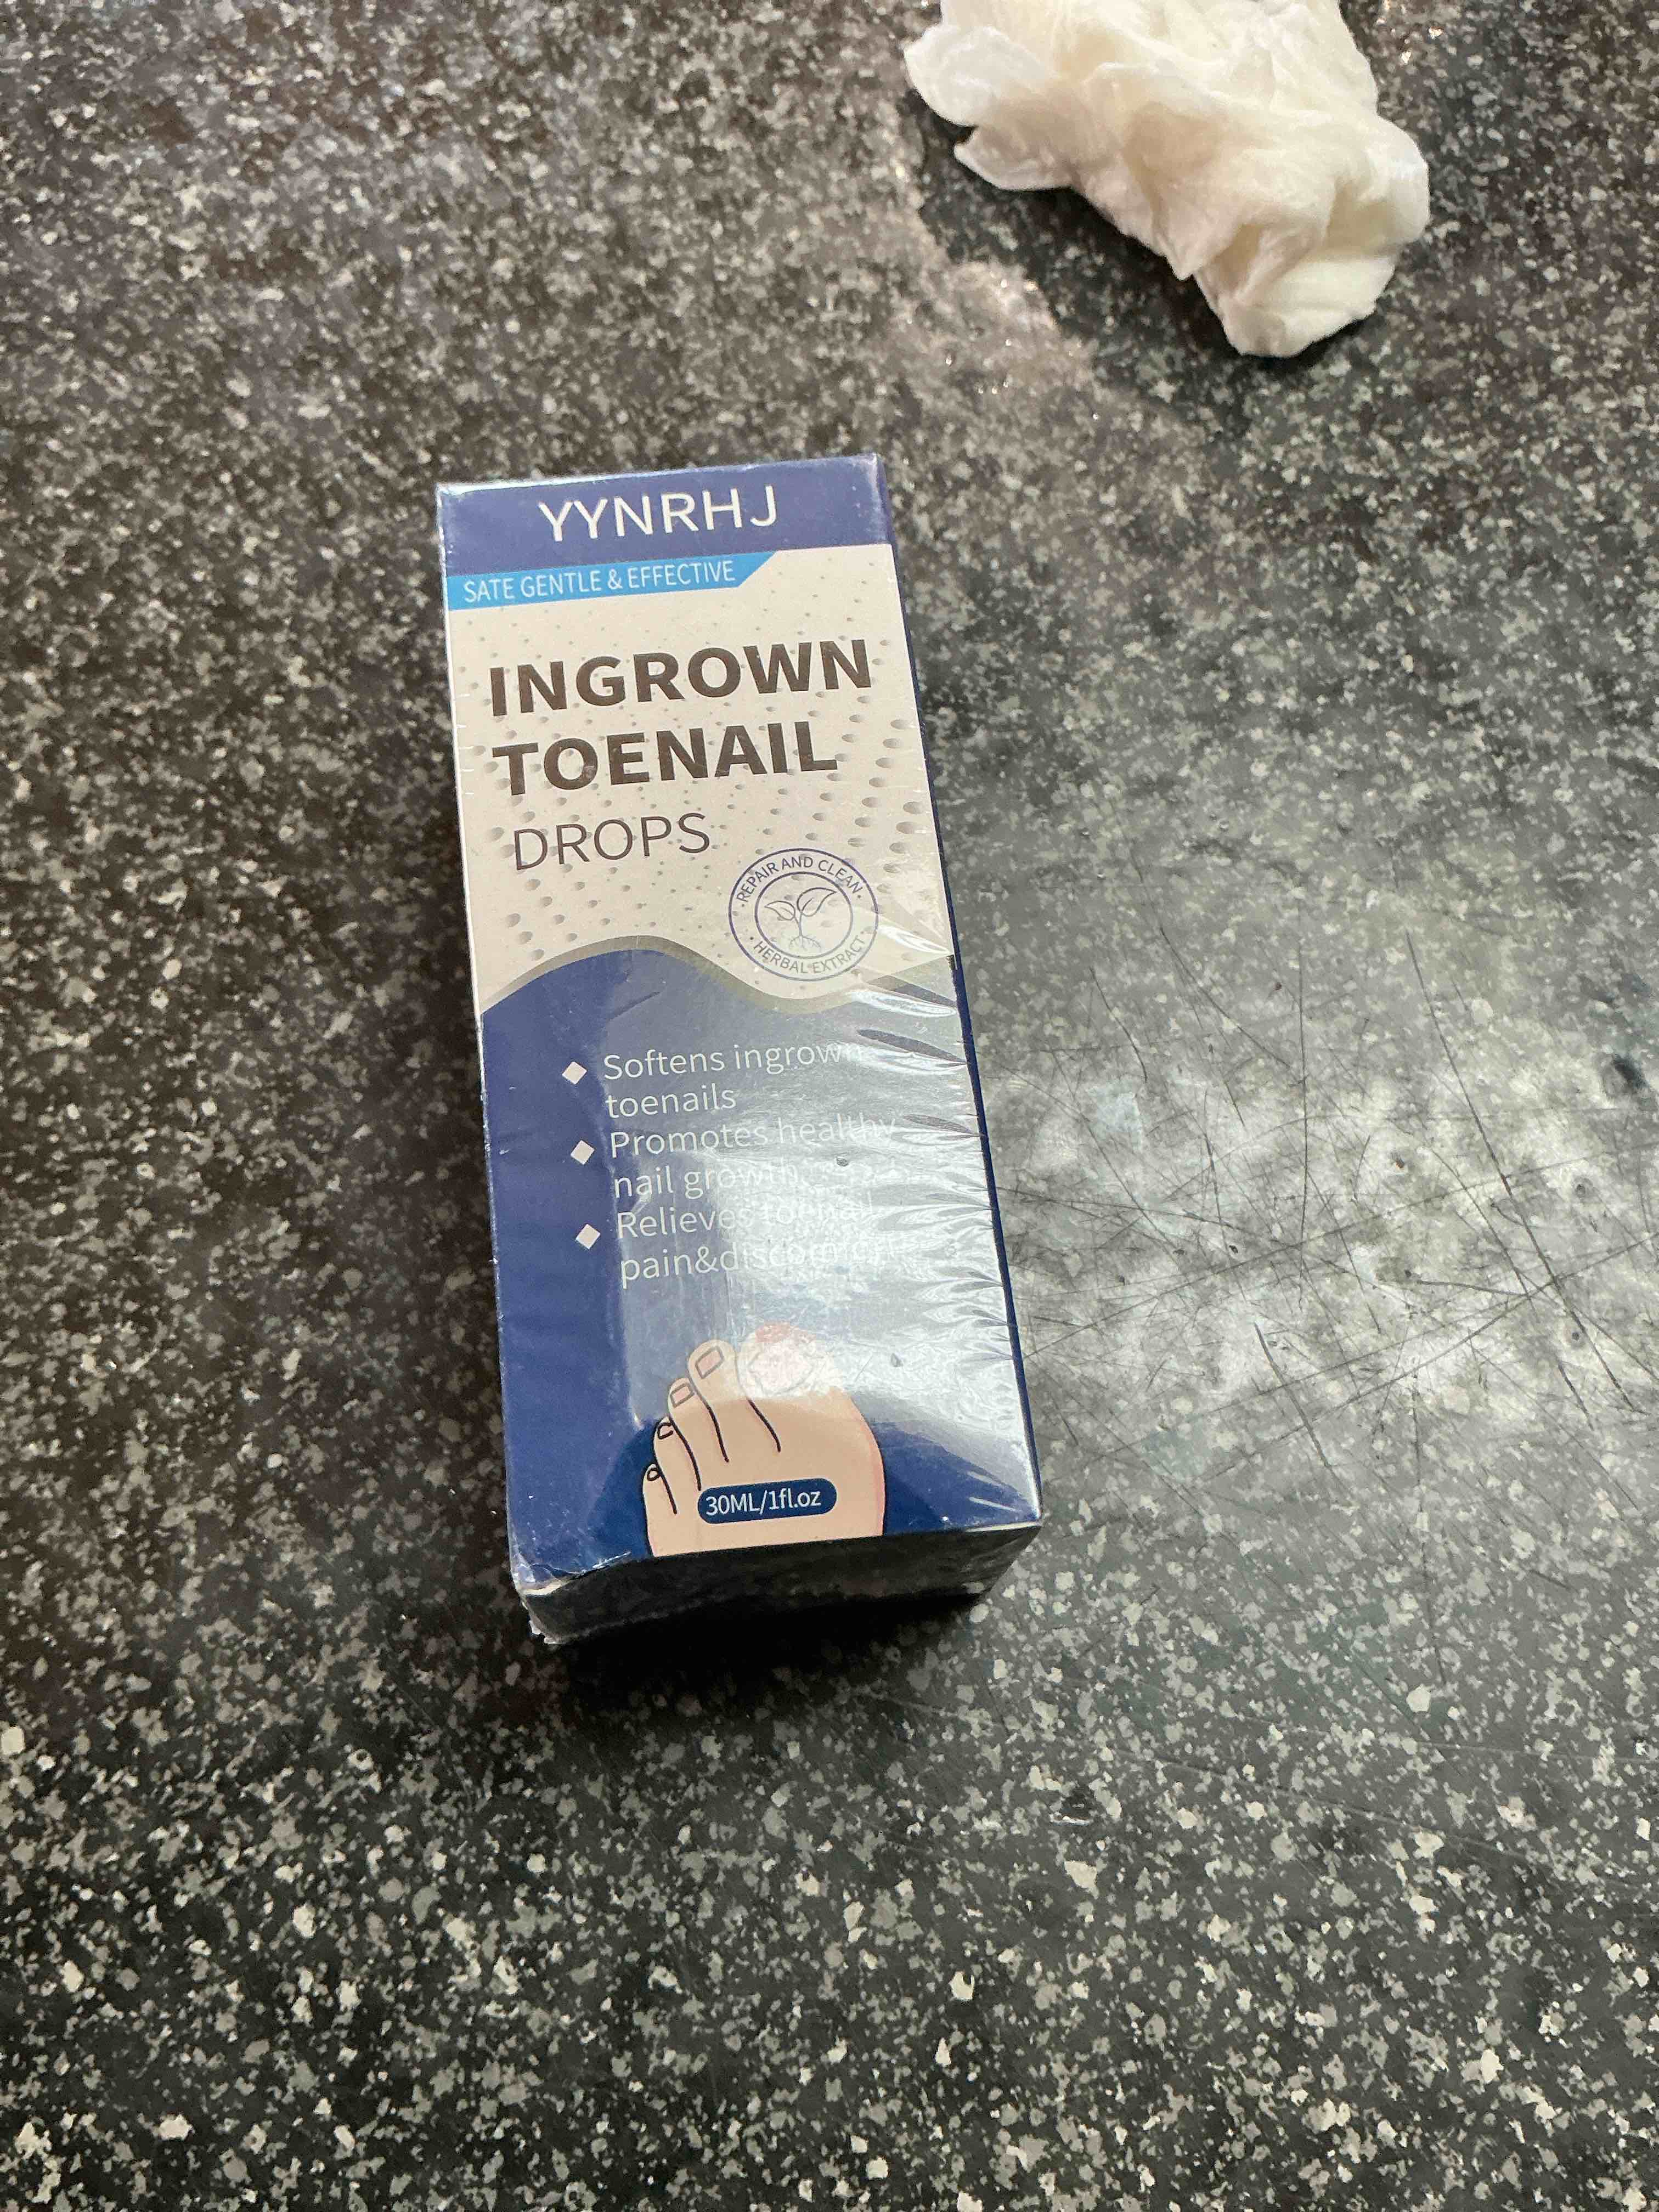 YYNRHJ
SATE GENTLE & EFFECTIVE
INGROWN
TOENAIL
DROPS
·REPAIR AND CLEAN·
·HERBAL EXTRACT·
Softens ingrown
toenails
Promotes healthy
nail growth
Relieves toenail
pain&discomfort
30ML/1fl.oz